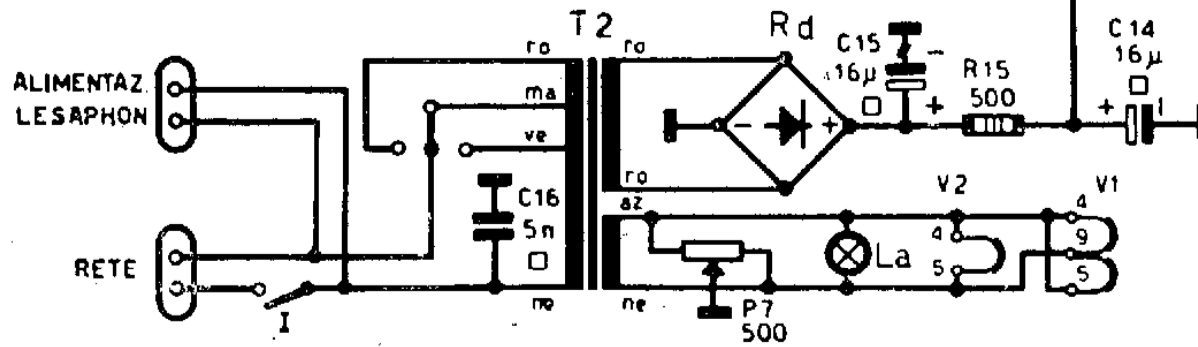 ALIMENTAZ.
LESAPHON
RETE
I
ro
ma
ve
C16
5n
ne
T2
ro
ro
az
ne
Rd
- +
C15
16µ
-
+
R15
500
C14
16µ
+
P7
500
La
V2
4
5
V1
4
9
5